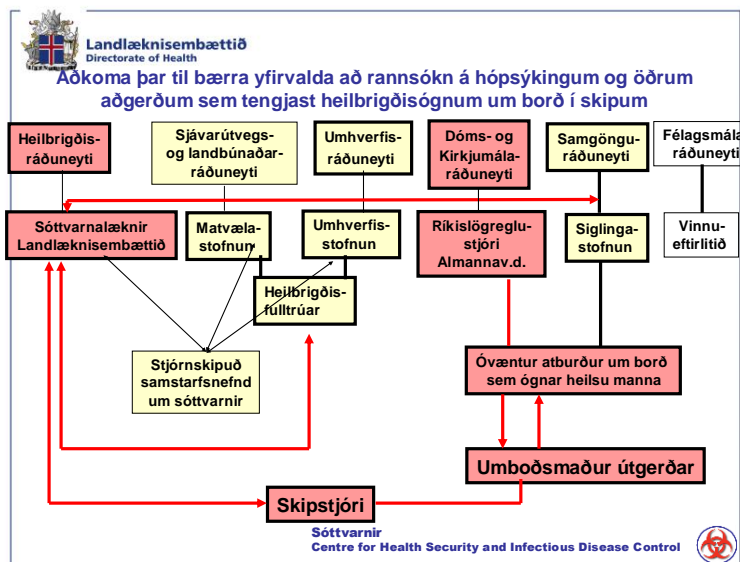 Landlæknisembættið
Directorate of Health
Aðkoma þar til bærra yfirvalda að rannsókn á hópsýkingum og öðrum
aðgerðum sem tengjast heilbrigðisógnum um borð í skipum
Heilbrigðis-
ráðuneyti
Sjávarútvegs-
og landbúnaðar-
ráðuneyti
Umhverfis-
ráðuneyti
Dóms- og
Kirkjumála-
ráðuneyti
Samgöngu-
ráðuneyti
Félagsmála
ráðuneyti
Sóttvarnalæknir
Landlæknisembættið
Matvæla-
stofnun
Umhverfis-
stofnun
Ríkislögreglu-
stjóri
Almannav.d.
Siglinga-
stofnun
Vinnu-
eftirlitið
Heilbrigðis-
fulltrúar
Stjórnskipuð
samstarfsnefnd
um sóttvarnir
Óvæntur atburður um borð
sem ógnar heilsu manna
Umboðsmaður útgerðar
Skipstjóri
Sóttvarnir
Centre for Health Security and Infectious Disease Control